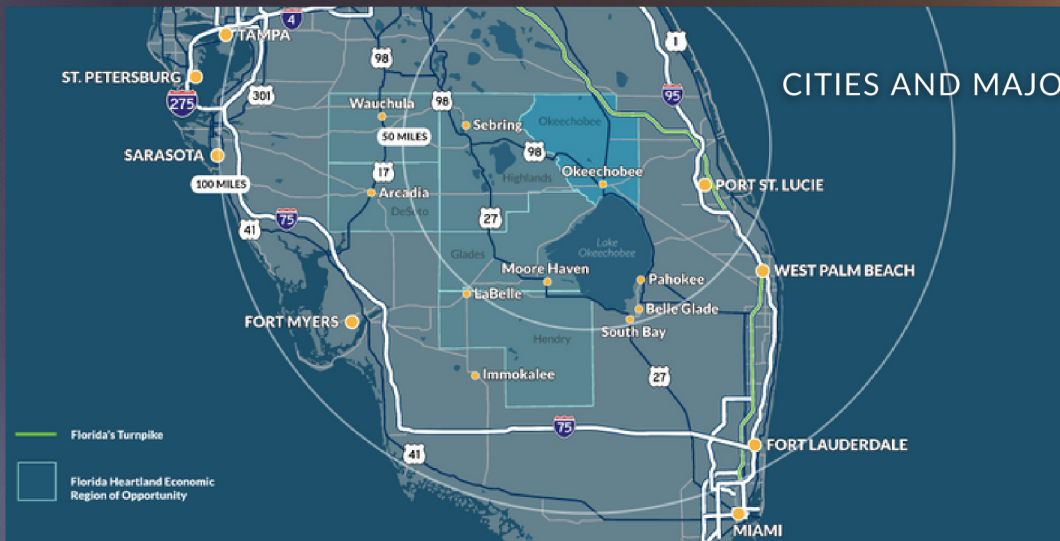 4
TAMPA
1
98
ST. PETERSBURG
CITIES AND MAJO
275
301
95
98
Wauchula
Sebring
Okeechobee
50 MILES
98
SARASOTA
Okeechobee
17
Highlands
100 MILES
PORT ST. LUCIE
Arcadia
DeSoto
75
27
41
Lake
Okeechobee
Glades
Moore Haven
WEST PALM BEACH
Pahokee
LaBelle
Belle Glade
FORT MYERS
South Bay
Hendry
Immokalee
27
75
Florida's Turnpike
FORT LAUDERDALE
41
Florida Heartland Economic
Region of Opportunity
MIAMI